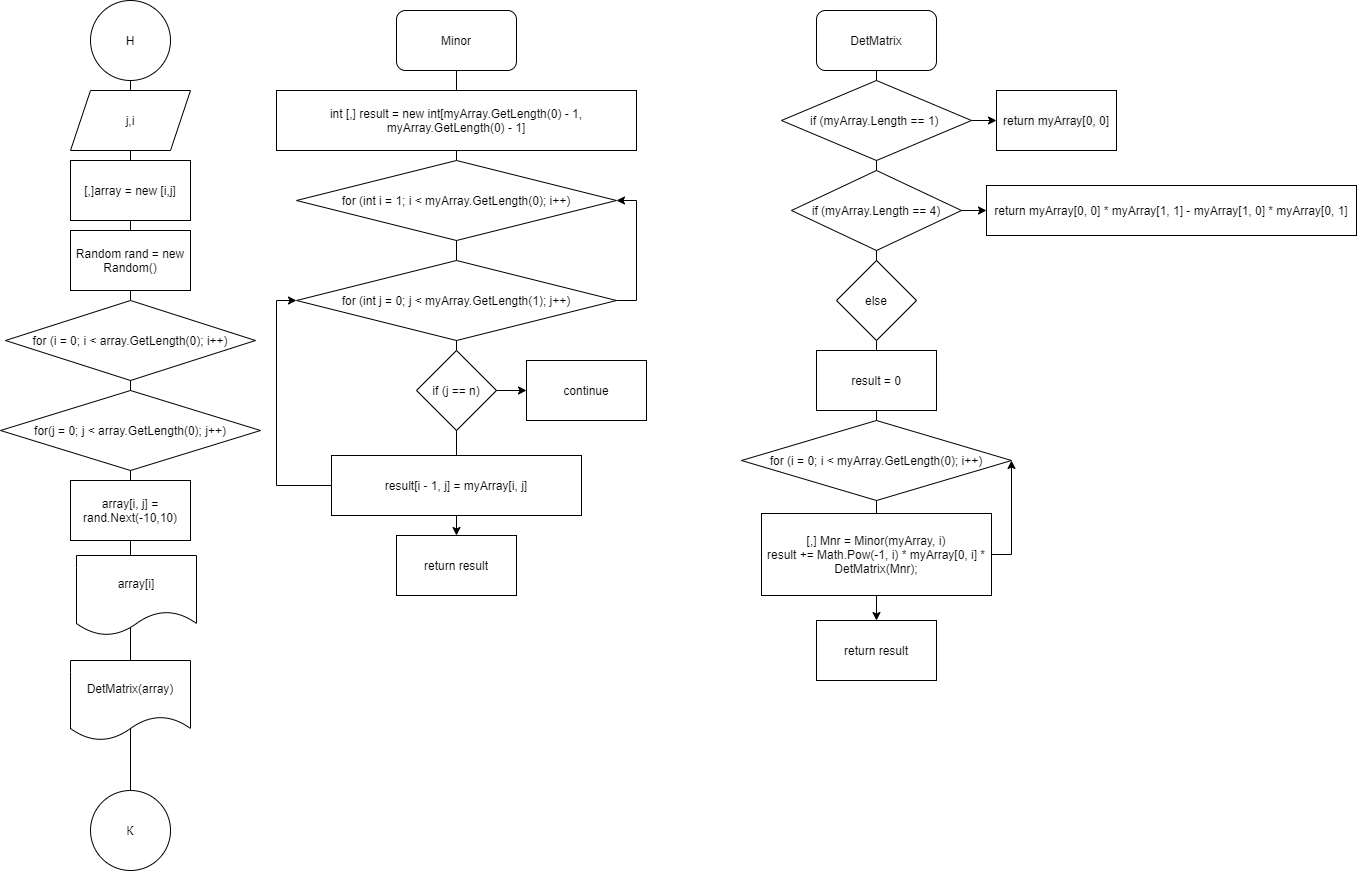 Н
j,i
[,]array = new [i,j]
Random rand = new
Random()
for (i = 0; i < array.GetLength(0); i++)
for(j = 0; j < array.GetLength(0); j++)
array[i, j] =
rand.Next(-10,10)
array[i]
DetMatrix(array)
К
Minor
int [,] result = new int[myArray.GetLength(0) - 1,
myArray.GetLength(0) - 1]
for (int i = 1; i < myArray.GetLength(0); i++)
for (int j = 0; j < myArray.GetLength(1); j++)
if (j == n)
continue
result[i - 1, j] = myArray[i, j]
return result
DetMatrix
if (myArray.Length == 1)
return myArray[0, 0]
if (myArray.Length == 4)
return myArray[0, 0] * myArray[1, 1] - myArray[1, 0] * myArray[0, 1]
else
result = 0
for (i = 0; i < myArray.GetLength(0); i++)
[,] Mnr = Minor(myArray, i)
result += Math.Pow(-1, i) * myArray[0, i] *
DetMatrix(Mnr);
return result